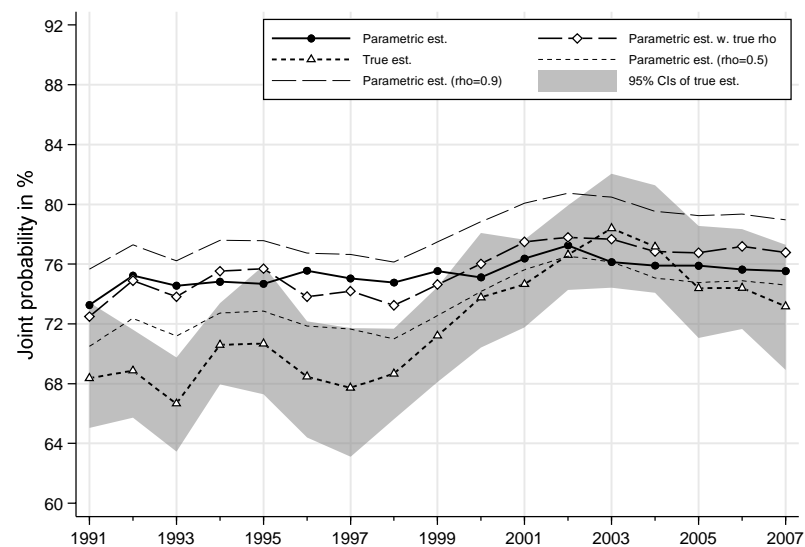 Parametric est.
Parametric est. w. true rho
True est.
Parametric est. (rho=0.5)
Parametric est. (rho=0.9)
95% CIs of true est.
Joint probability in %
92
88
84
80
76
72
68
64
60
1991 1993 1995 1997 1999 2001 2003 2005 2007